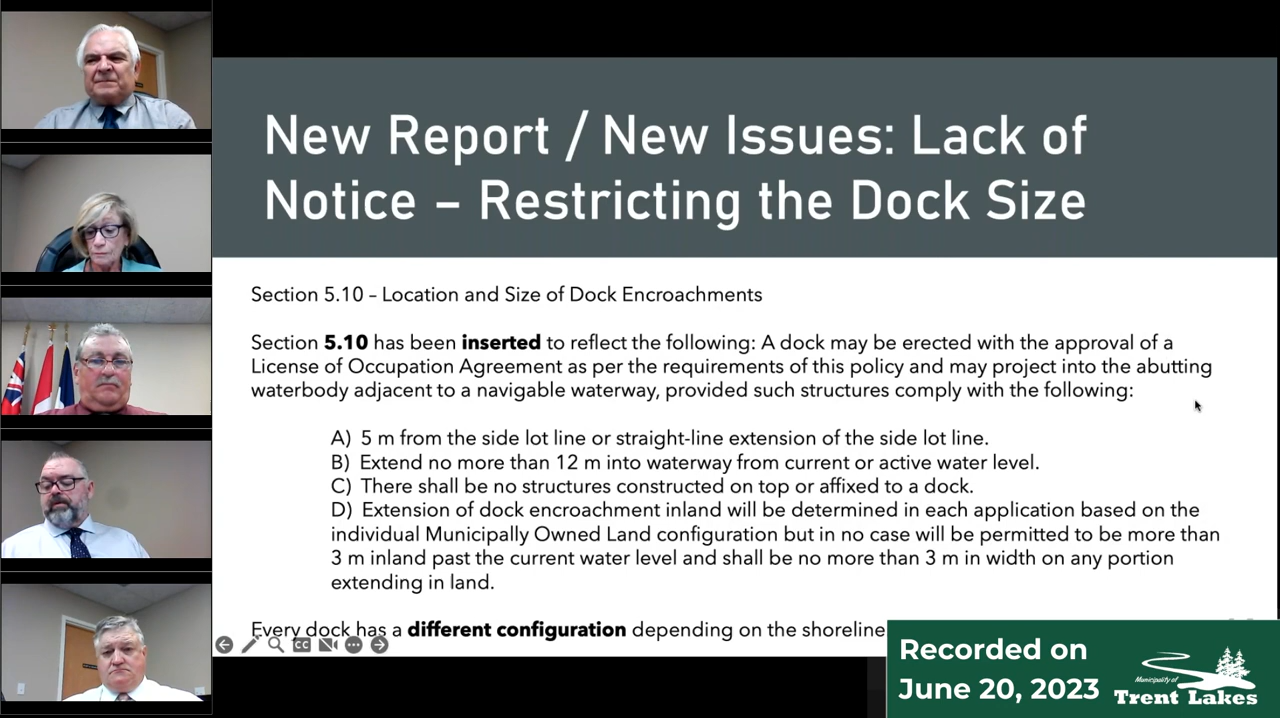 New Report / New Issues: Lack of
Notice – Restricting the Dock Size
Section 5.10 – Location and Size of Dock Encroachments
Section 5.10 has been inserted to reflect the following: A dock may be erected with the approval of a
License of Occupation Agreement as per the requirements of this policy and may project into the abutting
waterbody adjacent to a navigable waterway, provided such structures comply with the following:
A) 5 m from the side lot line or straight-line extension of the side lot line.
B) Extend no more than 12 m into waterway from current or active water level.
C) There shall be no structures constructed on top or affixed to a dock.
D) Extension of dock encroachment inland will be determined in each application based on the
individual Municipally Owned Land configuration but in no case will be permitted to be more than
3 m inland past the current water level and shall be no more than 3 m in width on any portion
extending in land.
Every dock has a different configuration depending on the shoreline
CC
Recorded on
June 20, 2023
Municipality of
Trent Lakes